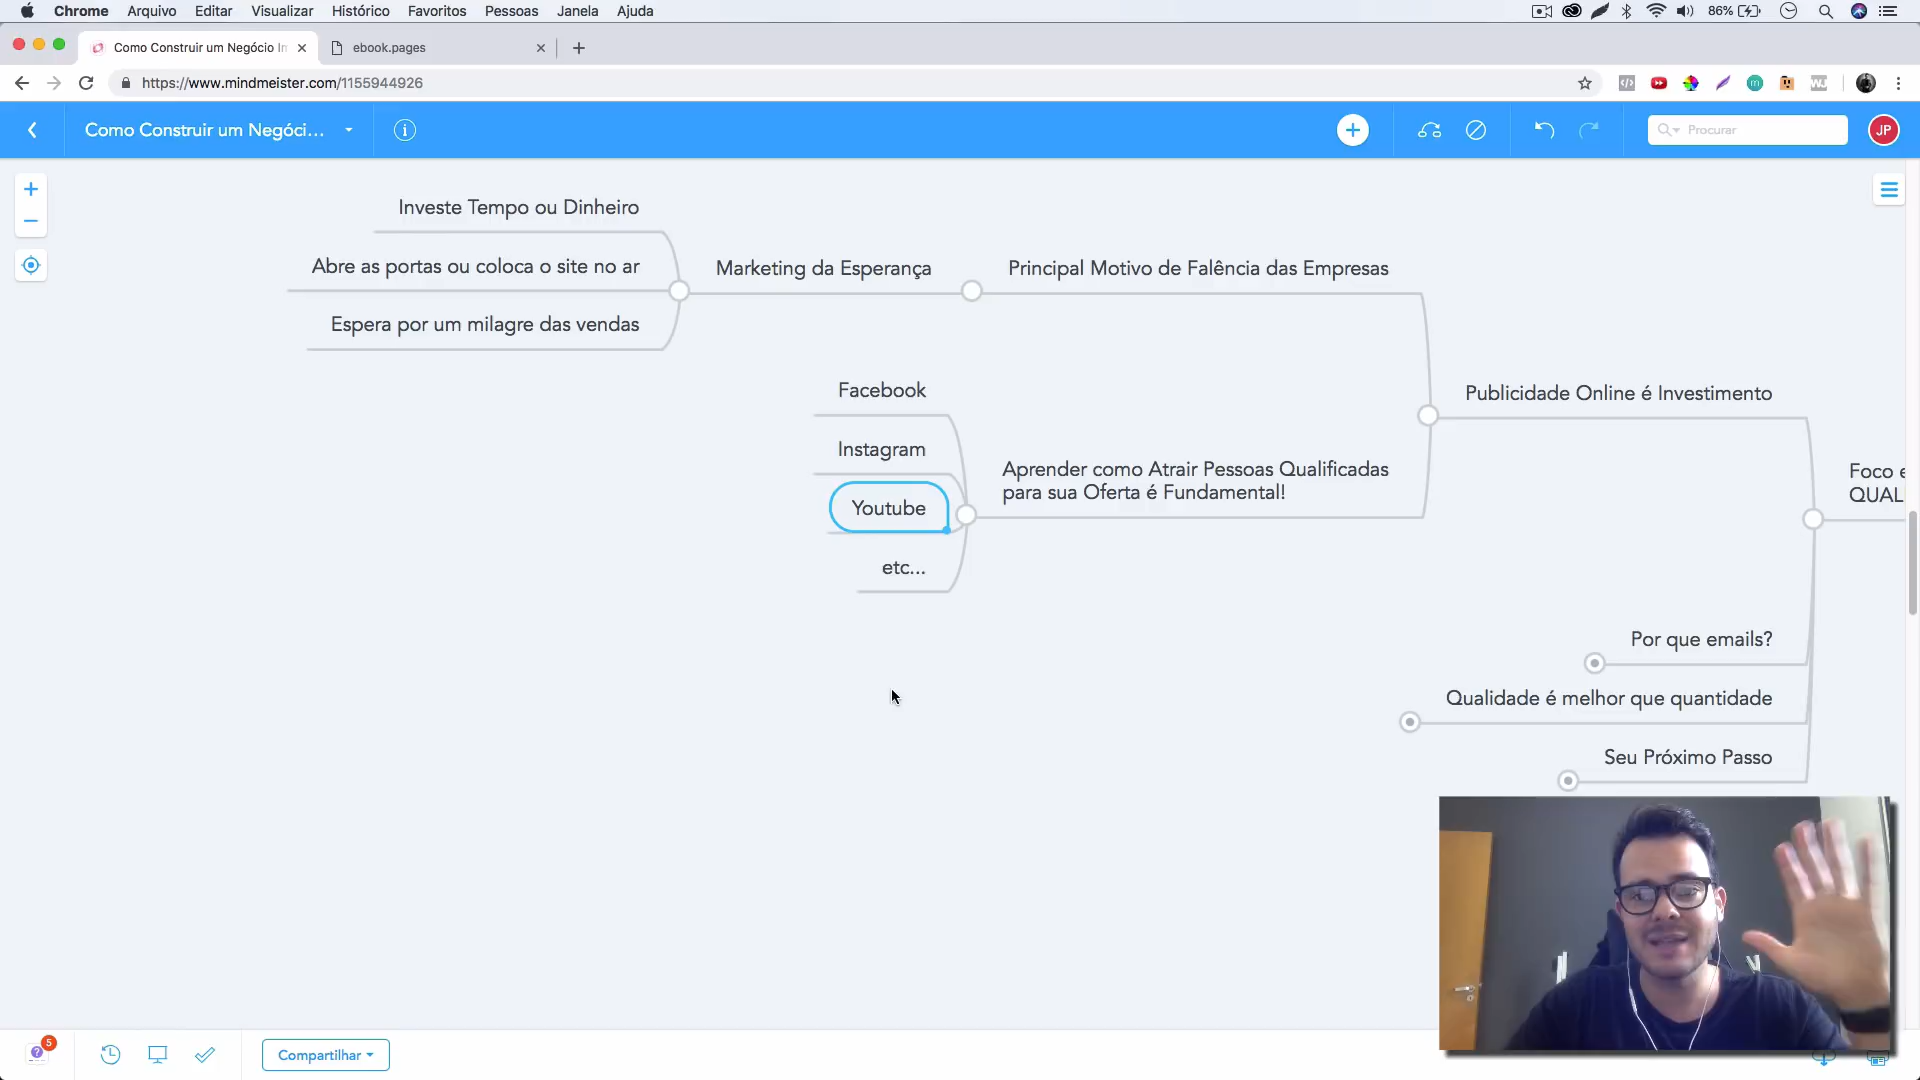 Chrome Arquivo Editar Visualizar Histórico Favoritos Pessoas Janela Ajuda 86%
Como Construir um Negócio In ebook.pages
https://www.mindmeister.com/1155944926
Como Construir um Negóci... Procurar JP
Investe Tempo ou Dinheiro
Abre as portas ou coloca o site no ar
Espera por um milagre das vendas
Marketing da Esperança
Principal Motivo de Falência das Empresas
Facebook
Instagram
Youtube
etc...
Aprender como Atrair Pessoas Qualificadas
para sua Oferta é Fundamental!
Publicidade Online é Investimento
Foco e
QUAL
Por que emails?
Qualidade é melhor que quantidade
Seu Próximo Passo
5
Compartilhar